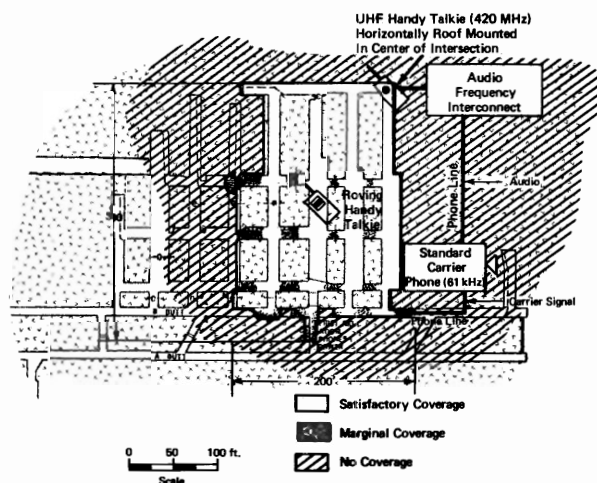 UHF Handy Talkie (420 MHz)
Horizontally Roof Mounted
In Center of Intersection
Audio
Frequency
Interconnect
Roving
Handy
Talkie
Phone Line
Audio
Standard
Carrier
Phone (61 kHz)
Carrier Signal
Phone Line
200'
Satisfactory Coverage
Marginal Coverage
No Coverage
0 50 100 ft.
Scale